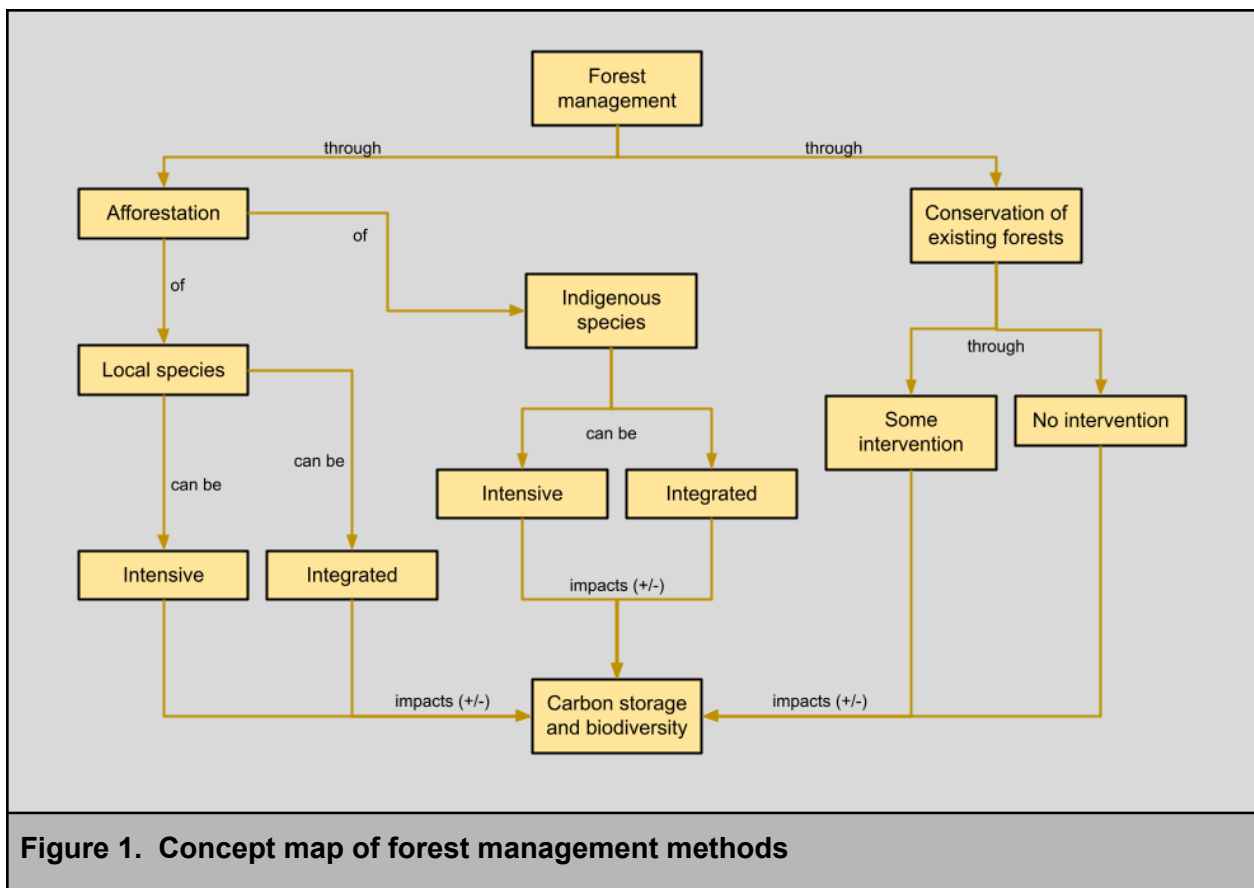 Forest
management
through
through
Afforestation
Conservation of
existing forests
of
of
Indigenous
species
Local species
through
Some
intervention
No intervention
can be
can be
can be
Intensive
Integrated
Intensive
Integrated
impacts (+/-)
impacts (+/-)
Carbon storage
and biodiversity
impacts (+/-)
Figure 1. Concept map of forest management methods